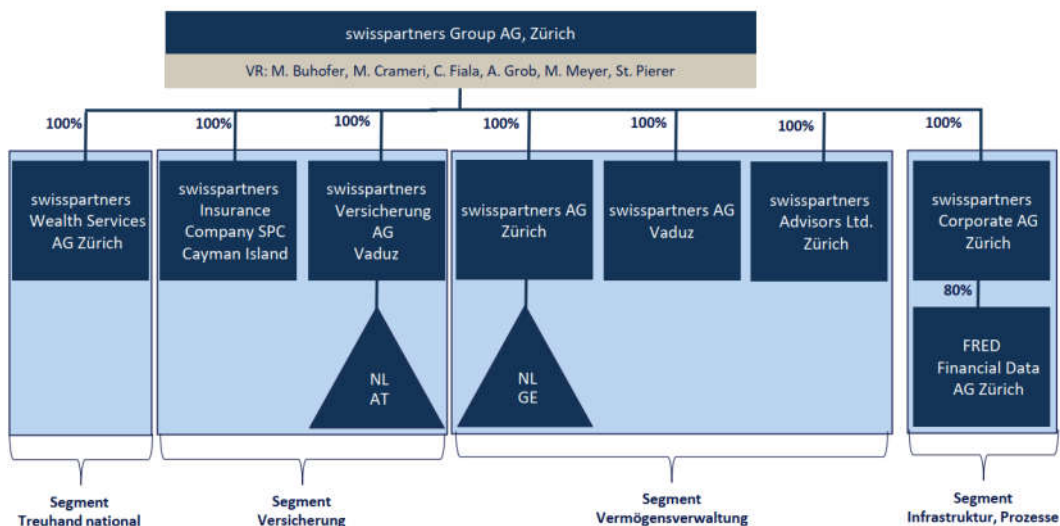 swisspartners Group AG, Zürich
VR: M. Buhofer, M. Crameri, C. Fiala, A. Grob, M. Meyer, St. Pierer
100%
100%
100%
100%
100%
100%
100%
swisspartners
Wealth Services
AG Zürich
swisspartners
Insurance
Company SPC
Cayman Island
swisspartners
Versicherung
AG
Vaduz
swisspartners AG
Zürich
swisspartners AG
Vaduz
swisspartners
Advisors Ltd.
Zürich
swisspartners
Corporate AG
Zürich
80%
NL
AT
NL
GE
FRED
Financial Data
AG Zürich
Segment
Treuhand national
Segment
Versicherung
Segment
Vermögensverwaltung
Segment
Infrastruktur, Prozesse